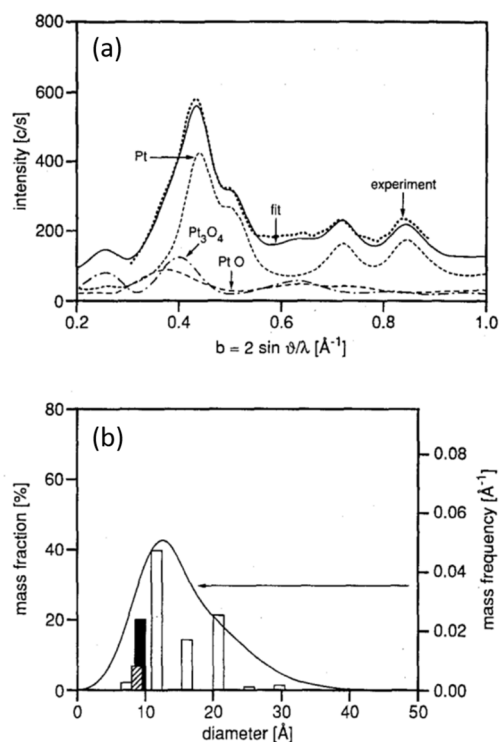 (a)
800
600
400
200
0
intensity [c/s]
Pt
Pt3O4
Pt O
fit
experiment
0.2 0.4 0.6 0.8 1.0
b = 2 sin ϑ/λ [Å⁻¹]
(b)
80
60
40
20
0
mass fraction [%]
0.08
0.06
0.04
0.02
0.00
mass frequency [Å⁻¹]
0 10 20 30 40 50
diameter [Å]